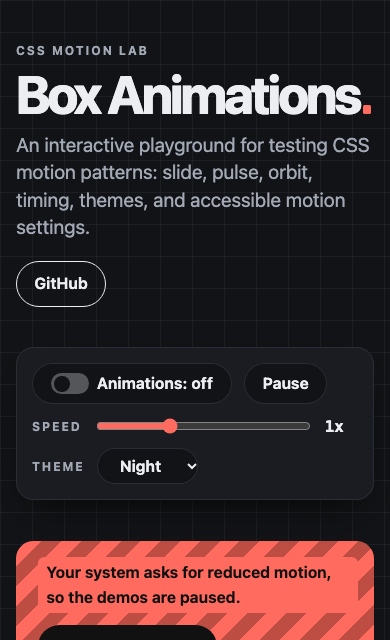 CSS MOTION LAB
Box Animations.
An interactive playground for testing CSS
motion patterns: slide, pulse, orbit,
timing, themes, and accessible motion
settings.
GitHub
Animations: off
Pause
SPEED
1x
THEME
Night
Your system asks for reduced motion,
so the demos are paused.